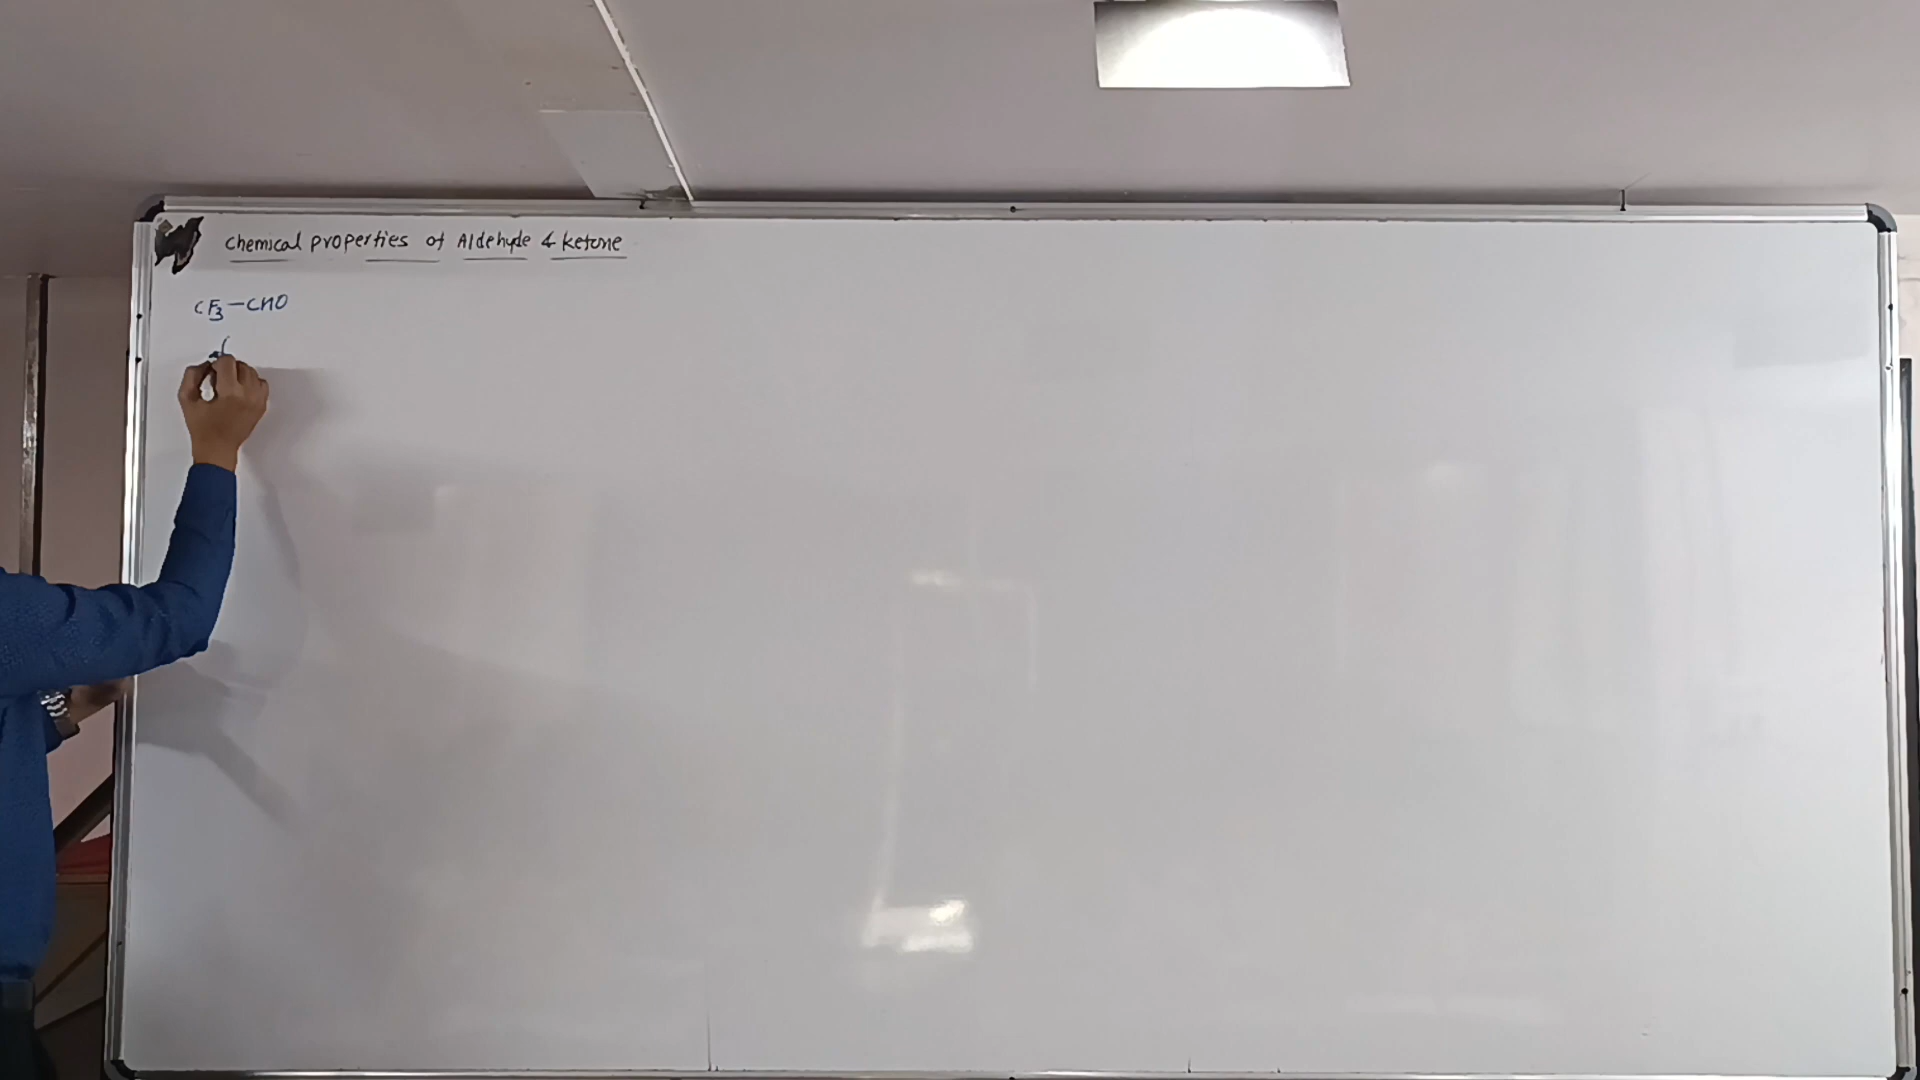 Chemical properties of Aldehyde & ketone
CF₃—CHO